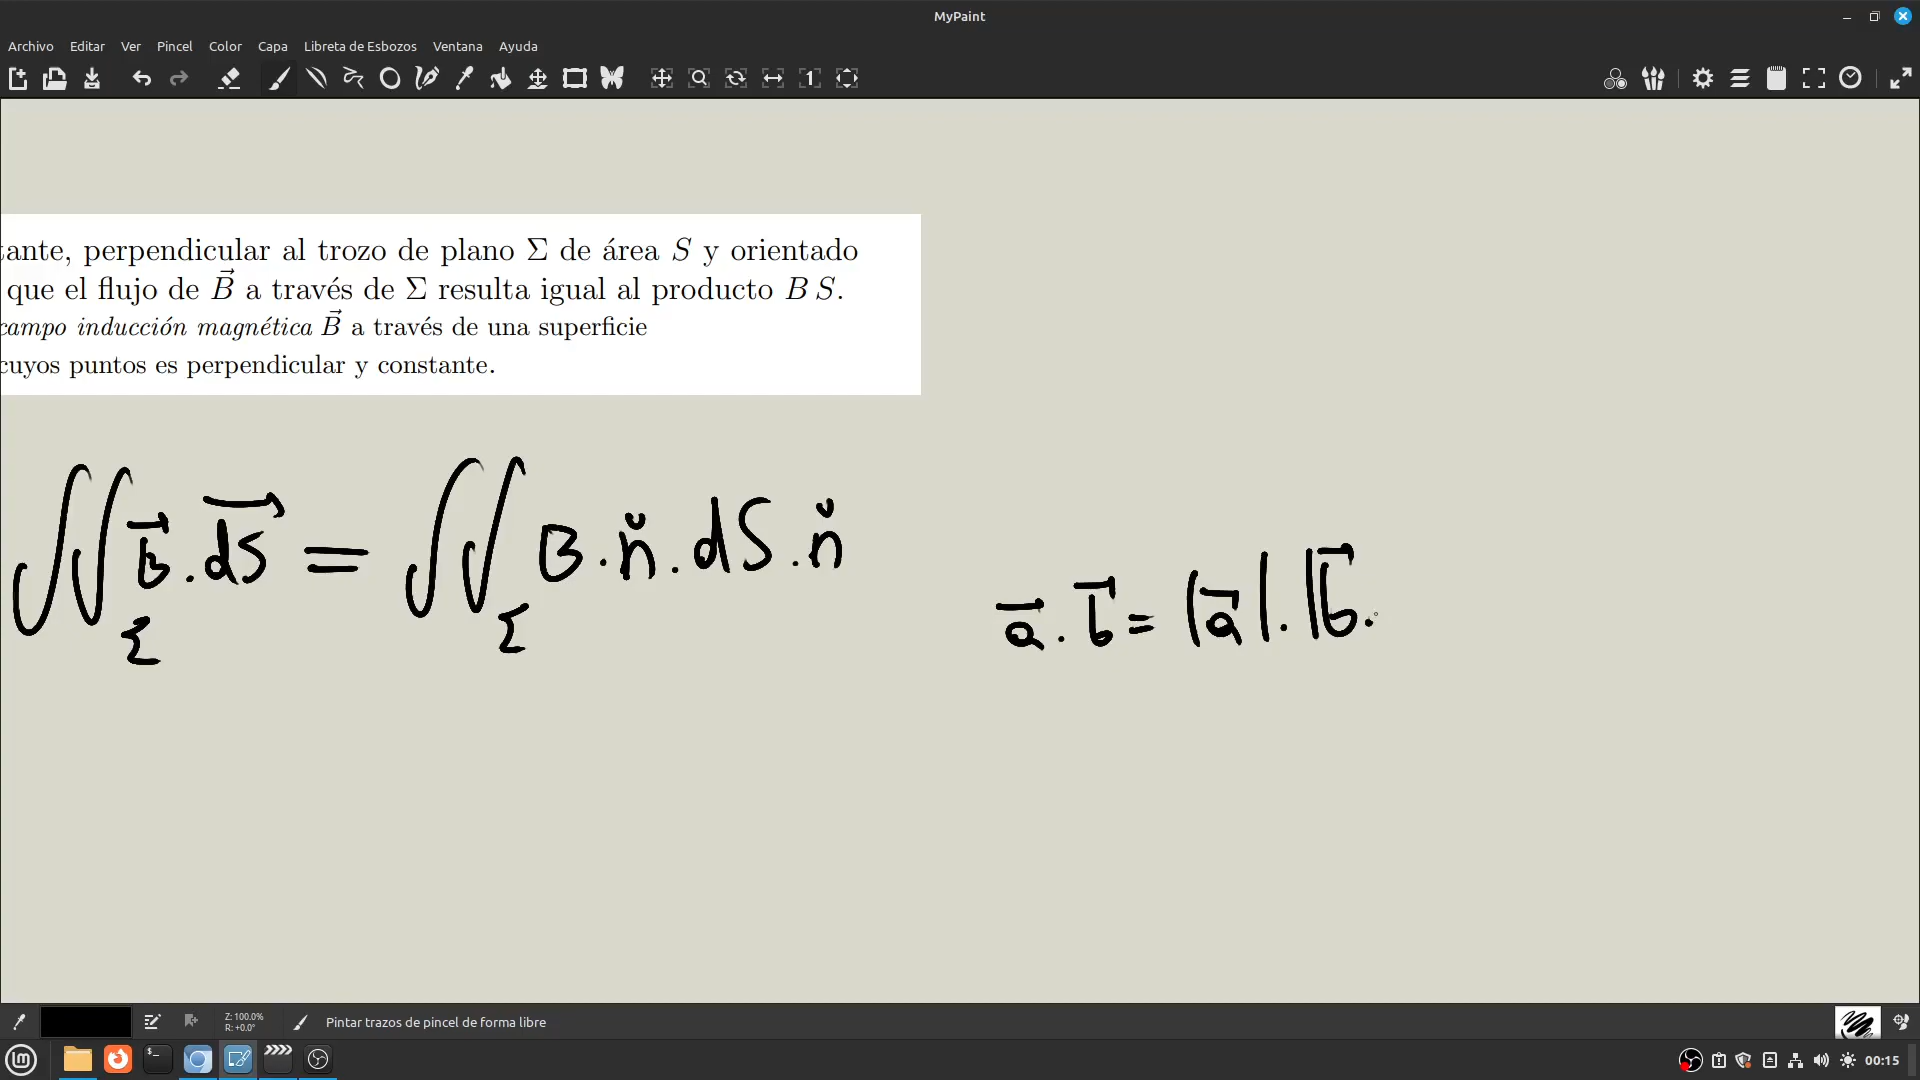 MyPaint
Archivo Editar Ver Pincel Color Capa Libreta de Esbozos Ventana Ayuda
tante, perpendicular al trozo de plano Σ de área S y orientado
que el flujo de B⃗ a través de Σ resulta igual al producto B S.
campo inducción magnética B⃗ a través de una superficie
cuyos puntos es perpendicular y constante.
∬_Σ B⃗ . dS⃗ = ∬_Σ B . ň . dS . ň
a⃗ . b⃗ = |a⃗| . |b⃗ .
Z: 100.0%
R: +0.0°
Pintar trazos de pincel de forma libre
00:15